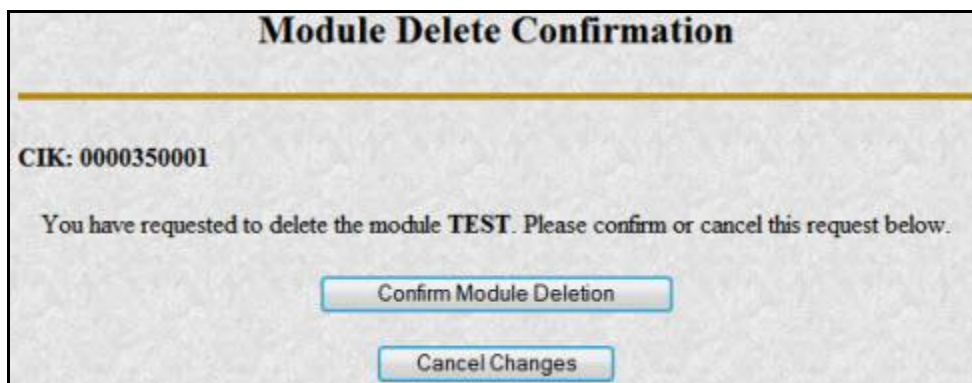 Module Delete Confirmation
CIK: 0000350001
You have requested to delete the module TEST. Please confirm or cancel this request below.
Confirm Module Deletion
Cancel Changes